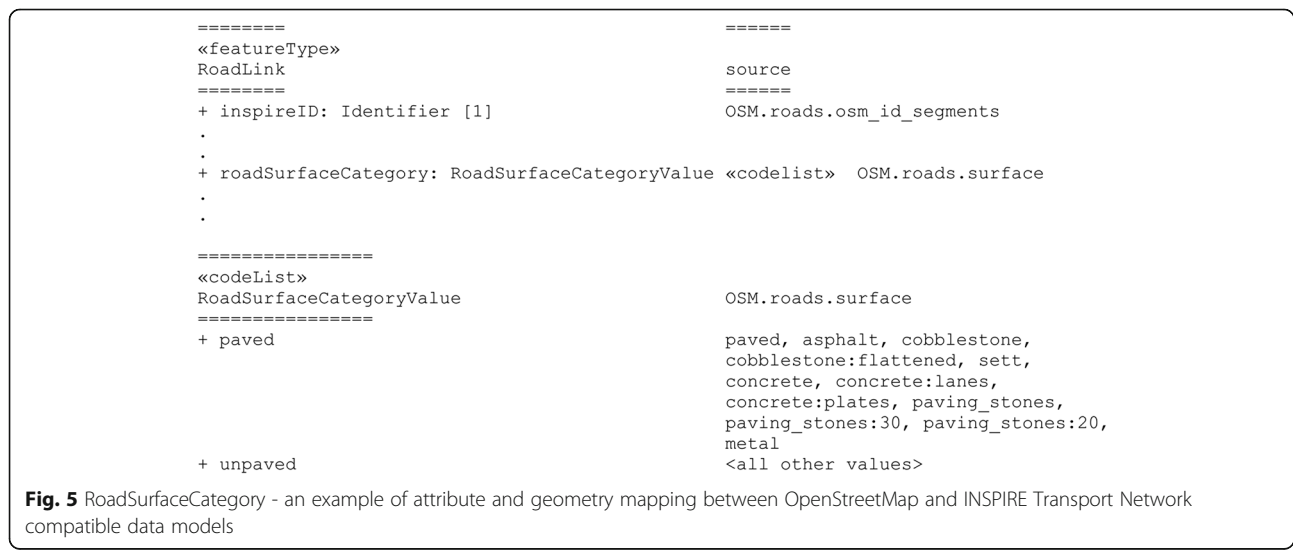 ======== ======
«featureType»
RoadLink source
======== ======
+ inspireID: Identifier [1] OSM.roads.osm_id_segments
.
.
+ roadSurfaceCategory: RoadSurfaceCategoryValue «codelist» OSM.roads.surface
.
.
================
«codeList»
RoadSurfaceCategoryValue OSM.roads.surface
================
+ paved paved, asphalt, cobblestone,
cobblestone:flattened, sett,
concrete, concrete:lanes,
concrete:plates, paving_stones,
paving_stones:30, paving_stones:20,
metal
+ unpaved <all other values>
Fig. 5 RoadSurfaceCategory - an example of attribute and geometry mapping between OpenStreetMap and INSPIRE Transport Network
compatible data models